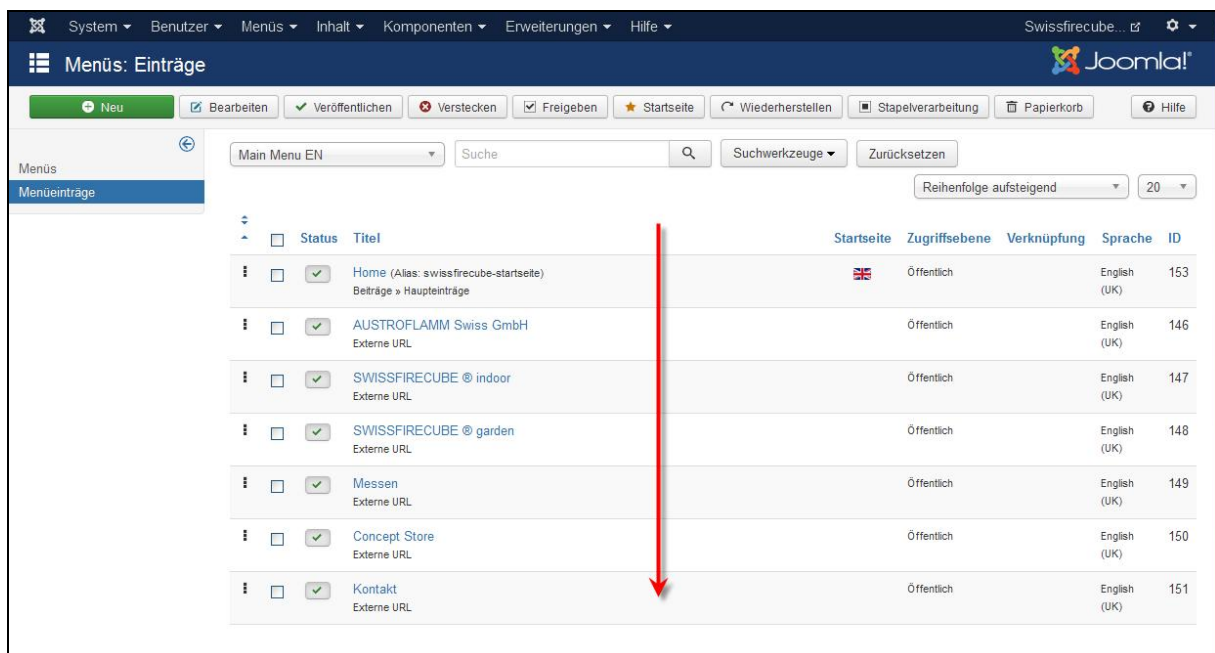 System Benutzer Menüs Inhalt Komponenten Erweiterungen Hilfe Swissfirecube...
Menüs: Einträge Joomla!®
Neu Bearbeiten Veröffentlichen Verstecken Freigeben Startseite Wiederherstellen Stapelverarbeitung Papierkorb Hilfe
Menüs
Menüeinträge
Main Menu EN Suche Suchwerkzeuge Zurücksetzen
Reihenfolge aufsteigend 20
Status Titel Startseite Zugriffsebene Verknüpfung Sprache ID
Home (Alias: swissfirecube-startseite) Öffentlich English 153
Beiträge » Haupteinträge (UK)
AUSTROFLAMM Swiss GmbH Öffentlich English 146
Externe URL (UK)
SWISSFIRECUBE ® indoor Öffentlich English 147
Externe URL (UK)
SWISSFIRECUBE ® garden Öffentlich English 148
Externe URL (UK)
Messen Öffentlich English 149
Externe URL (UK)
Concept Store Öffentlich English 150
Externe URL (UK)
Kontakt Öffentlich English 151
Externe URL (UK)